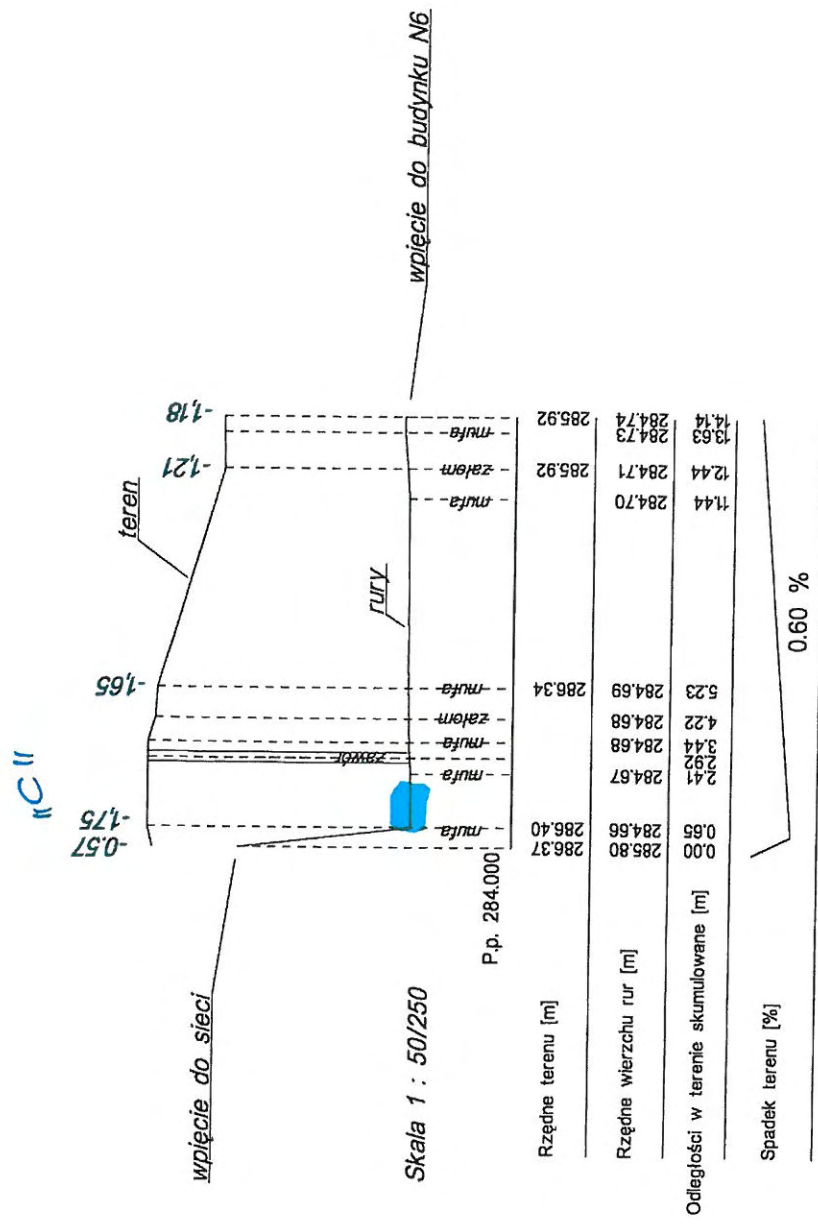 "C"
-0.57
-1,75
-1,65
-1,21
-1,18
teren
wpięcie do sieci
rury
wpięcie do budynku N6
mufa
mufa
zawór
mufa
załom
mufa
mufa
załom
mufa
Skala 1 : 50/250
P.p. 284.000
Rzędne terenu [m]
286.37 286.40 286.34 285.92 285.92
Rzędne wierzchu rur [m]
285.80 284.66 284.67 284.68 284.68 284.69 284.70 284.71 284.73 284.74
Odległości w terenie skumulowane [m]
0.00 0.65 2.41 2.92 3.44 4.22 5.23 11.44 12.44 13.63 14.14
Spadek terenu [%]
0.60 %